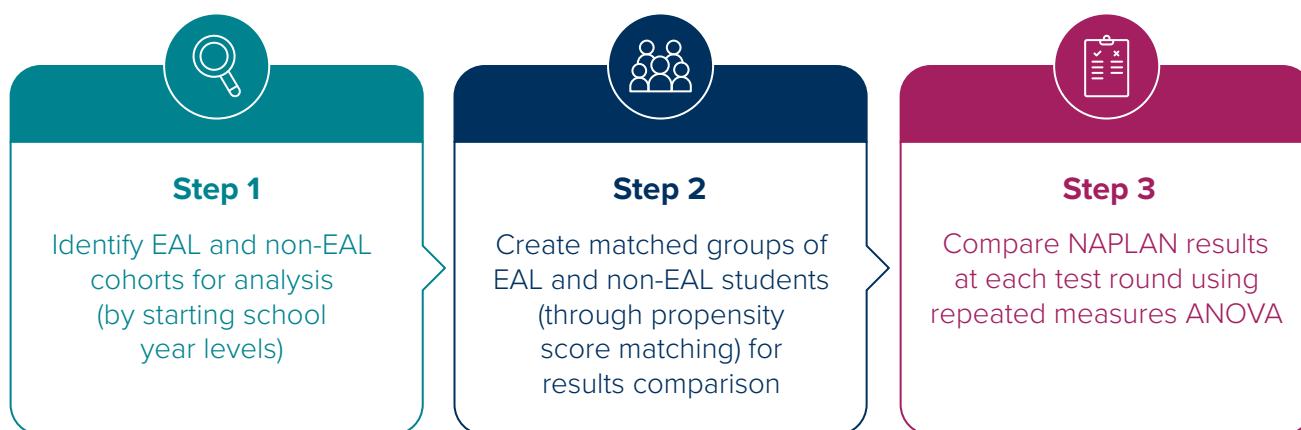 Step 1
Identify EAL and non-EAL
cohorts for analysis
(by starting school
year levels)
Step 2
Create matched groups of
EAL and non-EAL students
(through propensity
score matching) for
results comparison
Step 3
Compare NAPLAN results
at each test round using
repeated measures ANOVA